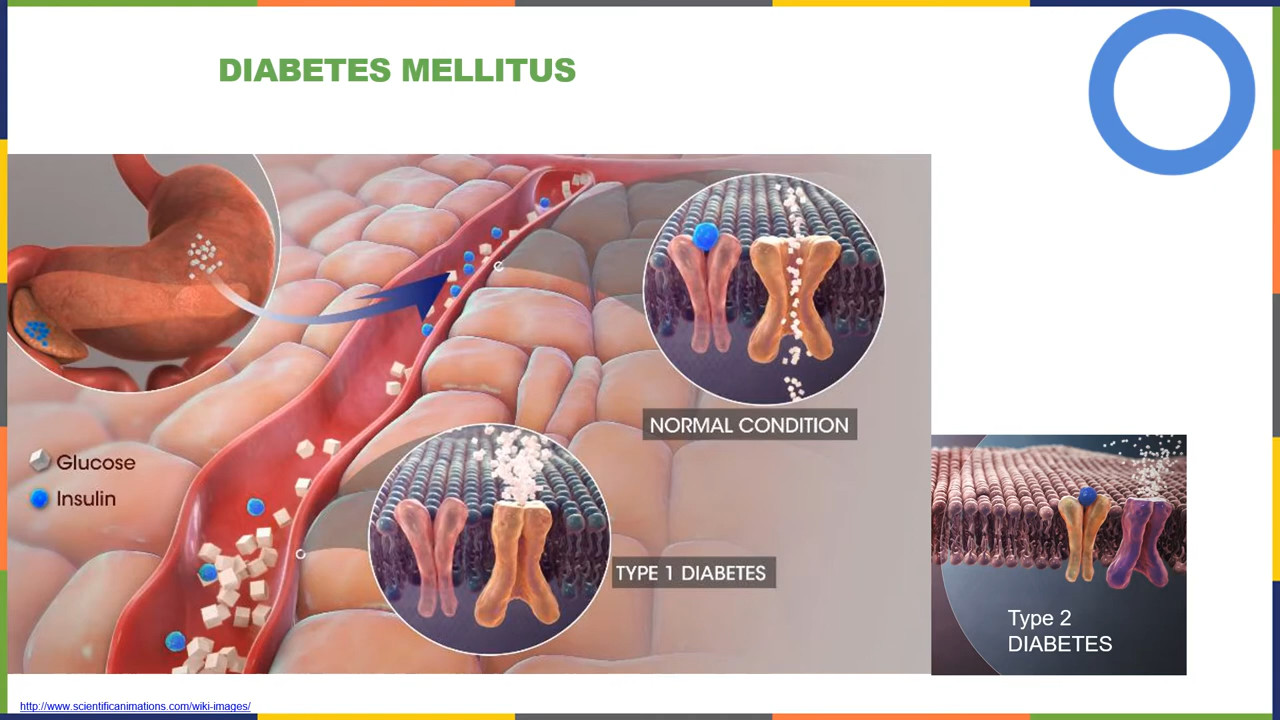 DIABETES MELLITUS
NORMAL CONDITION
Glucose
Insulin
TYPE 1 DIABETES
Type 2
DIABETES
http://www.scientificanimations.com/wiki-images/